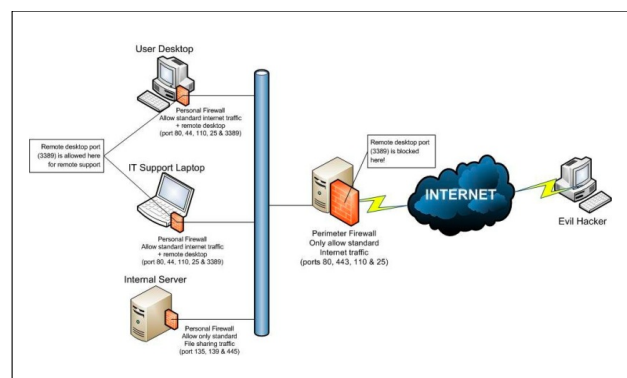 User Desktop
Personal Firewall
Allow standard internet traffic
+ remote desktop
(port 80, 44, 110, 25 & 3389)
Remote desktop port
(3389) is allowed here
for remote support
IT Support Laptop
Personal Firewall
Allow standard internet traffic
+ remote desktop
(port 80, 44, 110, 25 & 3389)
Internal Server
Personal Firewall
Allow only standard
File sharing traffic
(port 135, 139 & 445)
Remote desktop port
(3389) is blocked
here!
Perimeter Firewall
Only allow standard
Internet traffic
(ports 80, 443, 110 & 25)
INTERNET
Evil Hacker